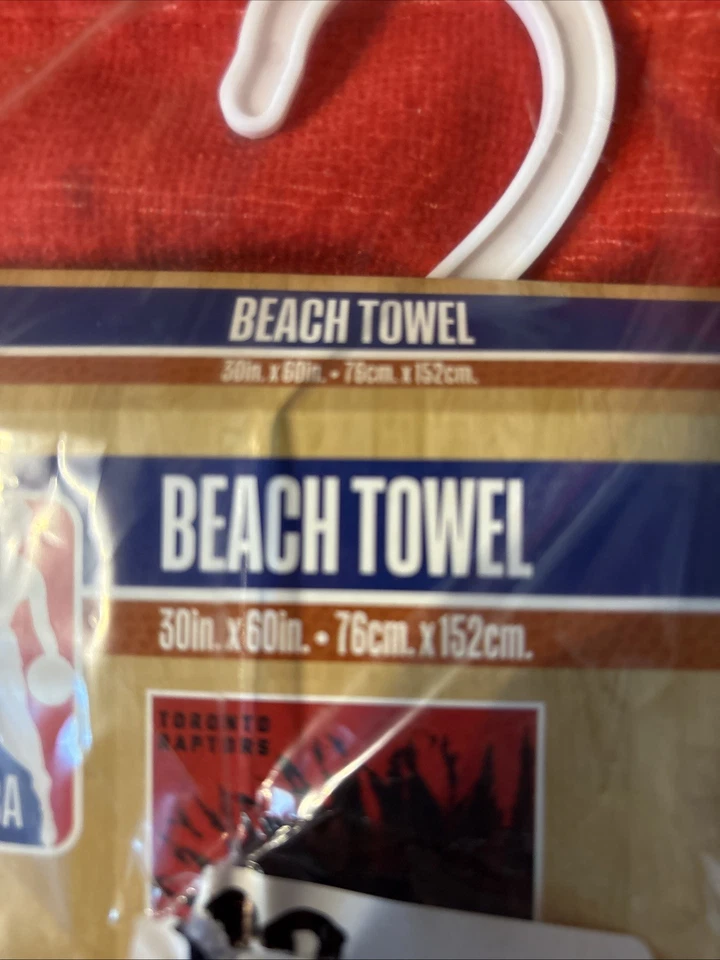 BEACH TOWEL
30in. x 60in. • 76cm. x 152cm.
BEACH TOWEL
30in. x 60in. • 76cm. x 152cm.
TORONTO
RAPTORS